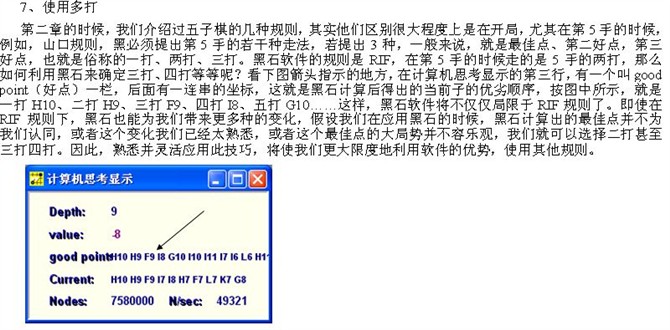 7、使用多打
第二章的时候，我们介绍过五子棋的几种规则，其实他们区别很大程度上是在开局，尤其在第 5 手的时候，
例如，山口规则，黑必须提出第 5 手的若干种走法，若提出 3 种，一般来说，就是最佳点、第二好点，第三
好点，也就是俗称的一打、两打、三打。黑石软件的规则是 RIF，在第 5 手的时候走的是 5 手的两打，那么
如何利用黑石来确定三打、四打等等呢？看下图箭头指示的地方，在计算机思考显示的第三行，有一个叫 good
point（好点）一栏，后面有一连串的坐标，这就是黑石计算后得出的当前子的优劣顺序，按图中所示，就是
一打 H10、二打 H9、三打 F9、四打 I8、五打 G10……这样，黑石软件将不仅仅局限于 RIF 规则了。即使在
RIF 规则下，黑石也能为我们带来更多种的变化，假设我们在应用黑石的时候，黑石计算出的最佳点并不为
我们认同，或者这个变化我们已经太熟悉，或者这个最佳点的大局势并不容乐观，我们就可以选择二打甚至
三打四打。因此，熟悉并灵活应用此技巧，将使我们更大限度地利用软件的优势，使用其他规则。
计算机思考显示
Depth: 9
value: -8
good point: H10 H9 F9 I8 G10 I10 I11 I7 I6 L6 H11
Current: H10 H9 F9 I7 I8 H7 F7 L7 K7 G8
Nodes: 7580000 N/sec: 49321